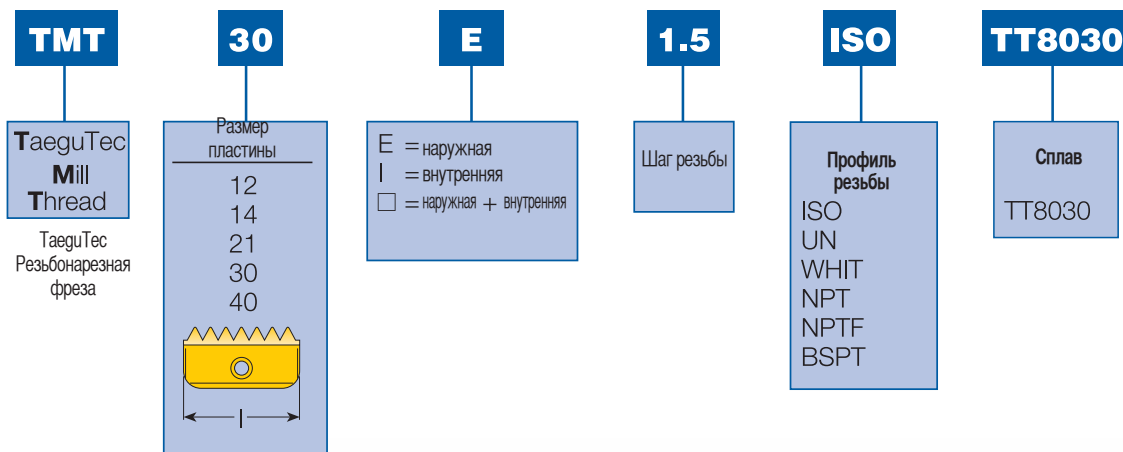 TMT
30
E
1.5
ISO
TT8030
TaeguTec
Mill
Thread
TaeguTec
Резьбонарезная
фреза
Размер
пластины
12
14
21
30
40
l
E = наружная
I = внутренняя
□ = наружная + внутренняя
Шаг резьбы
Профиль
резьбы
ISO
UN
WHIT
NPT
NPTF
BSPT
Сплав
TT8030